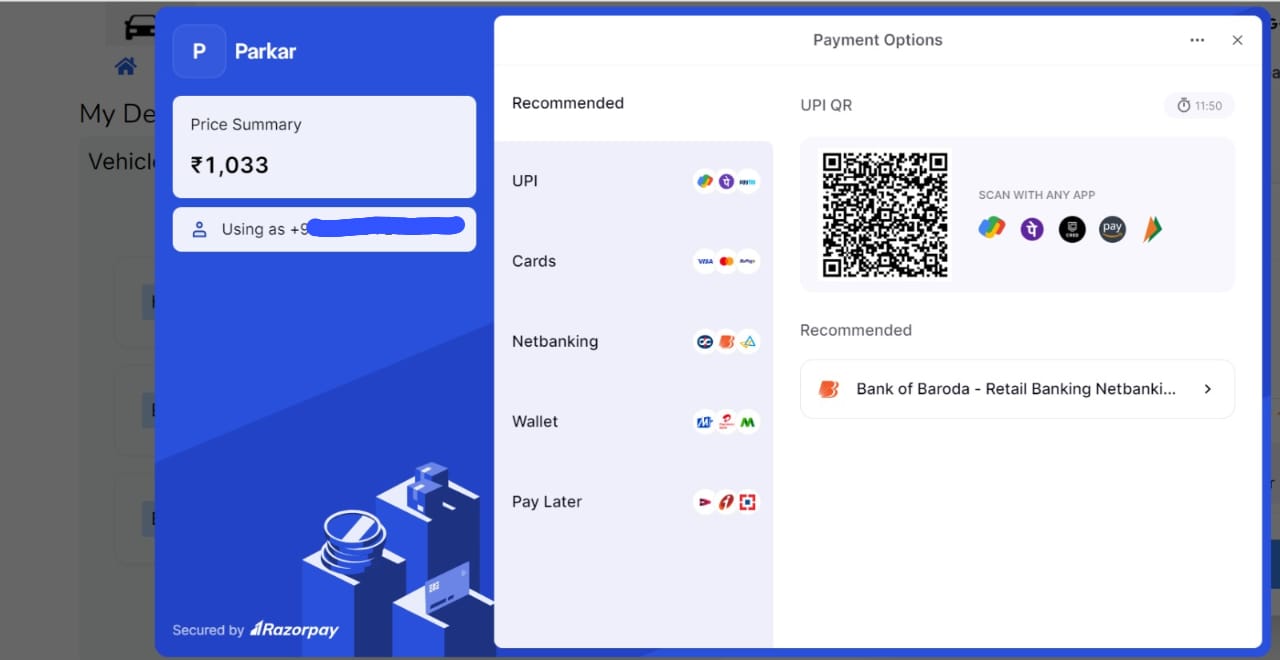 P Parkar
My De
Vehicle
Price Summary
₹1,033
Using as +9
Secured by Razorpay
Payment Options
Recommended
UPI
Cards
VISA
Netbanking
Wallet
Pay Later
UPI QR
11:50
SCAN WITH ANY APP
CRED
pay
Recommended
Bank of Baroda - Retail Banking Netbanki...